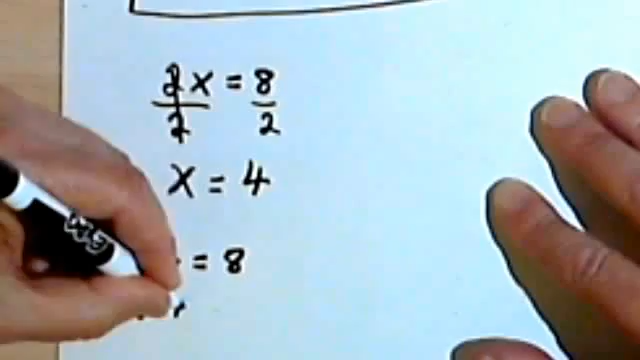 2x = 8
2 2
x = 4
= 8